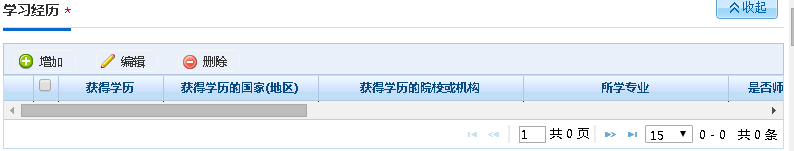 学习经历 * 收起
增加 编辑 删除
获得学历 获得学历的国家(地区) 获得学历的院校或机构 所学专业 是否师
1 共 0 页 15 0 - 0 共 0 条